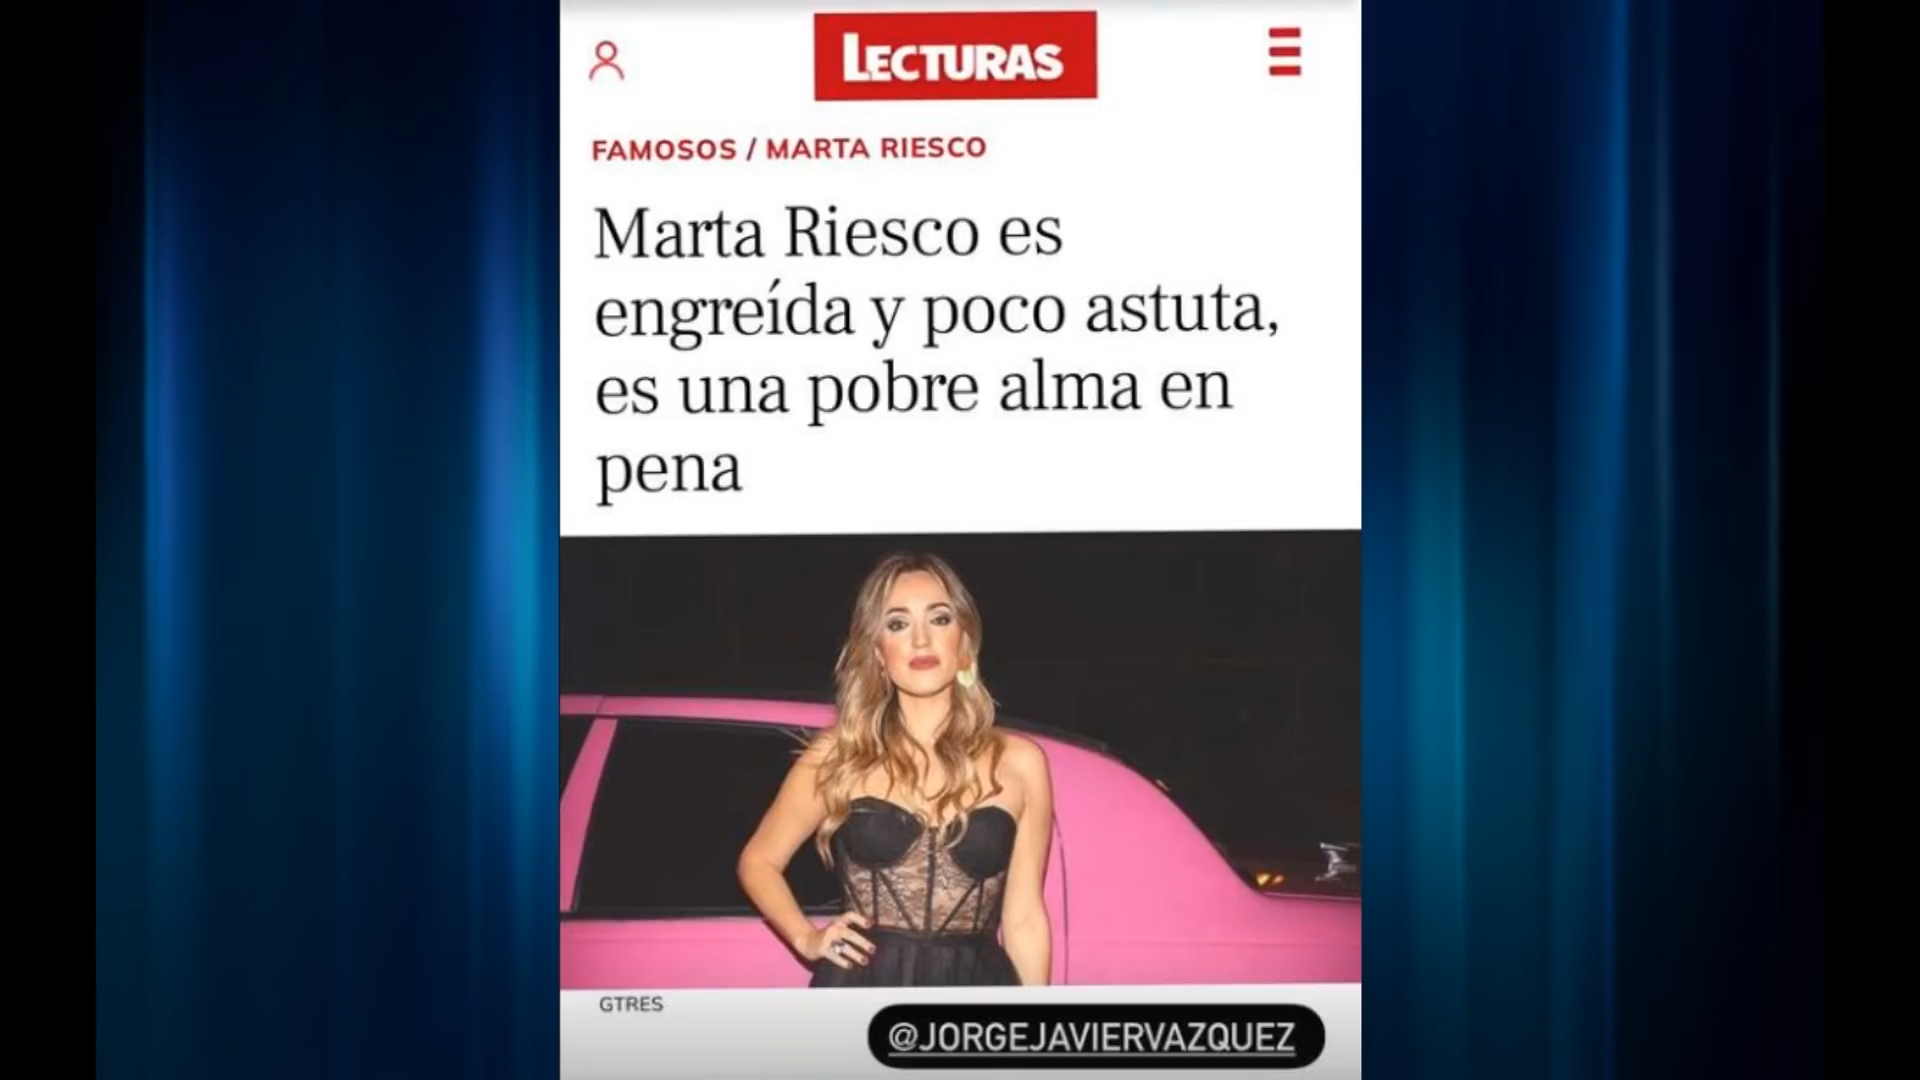 LECTURAS
FAMOSOS / MARTA RIESCO
Marta Riesco es
engreída y poco astuta,
es una pobre alma en
pena
GTRES
@JORGEJAVIERVAZQUEZ